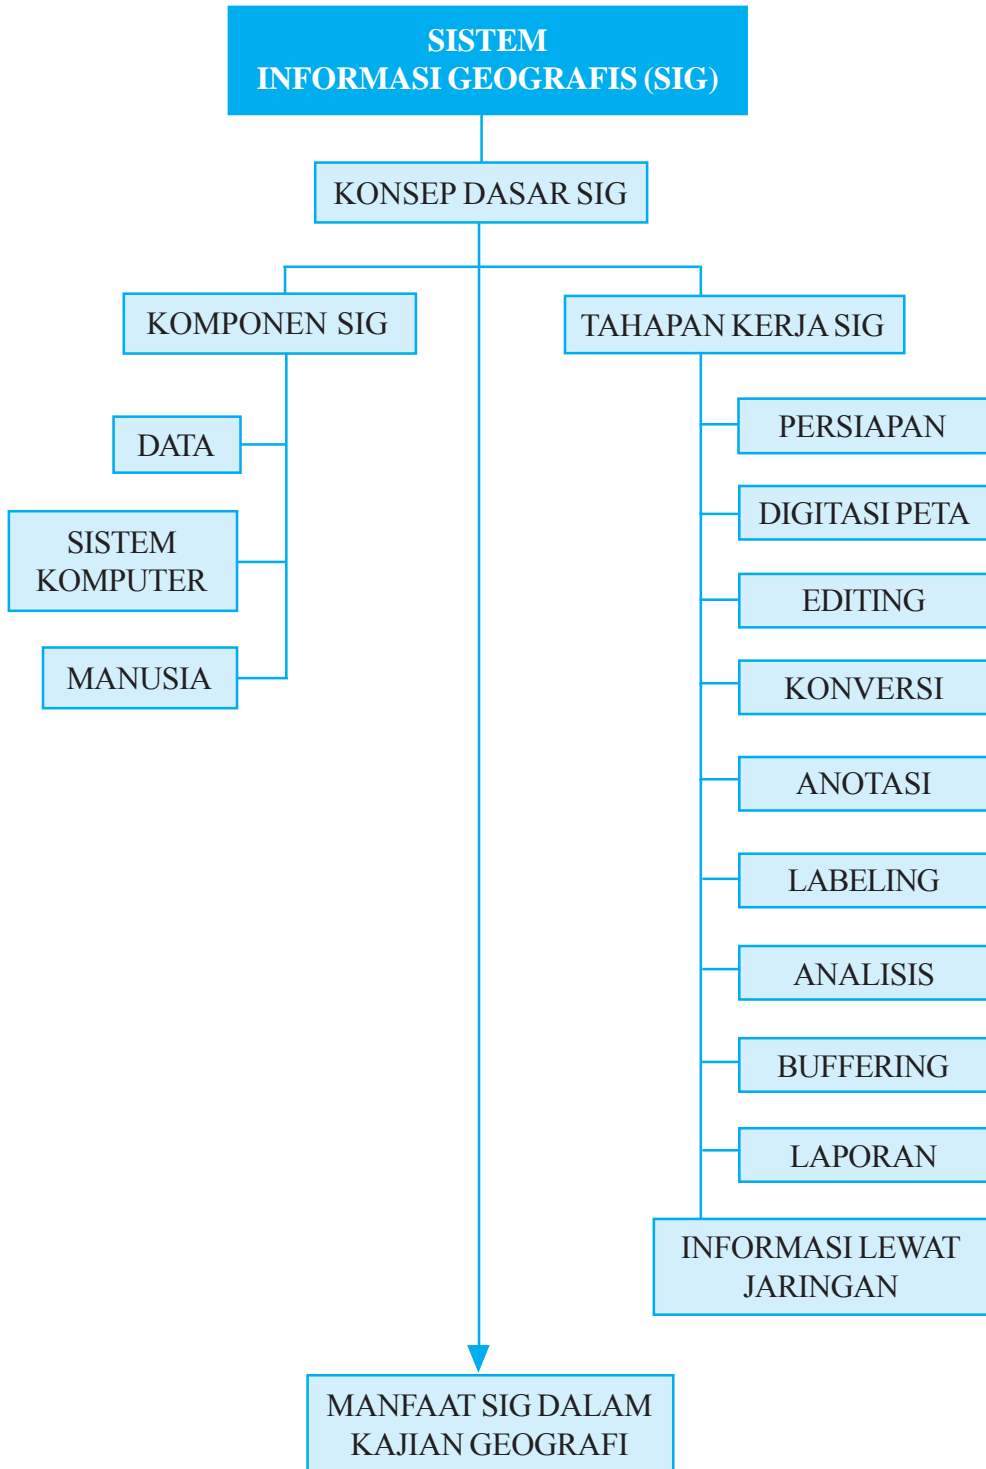 SISTEM
INFORMASI GEOGRAFIS (SIG)
KONSEP DASAR SIG
KOMPONEN SIG
DATA
SISTEM
KOMPUTER
MANUSIA
TAHAPAN KERJA SIG
PERSIAPAN
DIGITASI PETA
EDITING
KONVERSI
ANOTASI
LABELING
ANALISIS
BUFFERING
LAPORAN
INFORMASI LEWAT
JARINGAN
MANFAAT SIG DALAM
KAJIAN GEOGRAFI